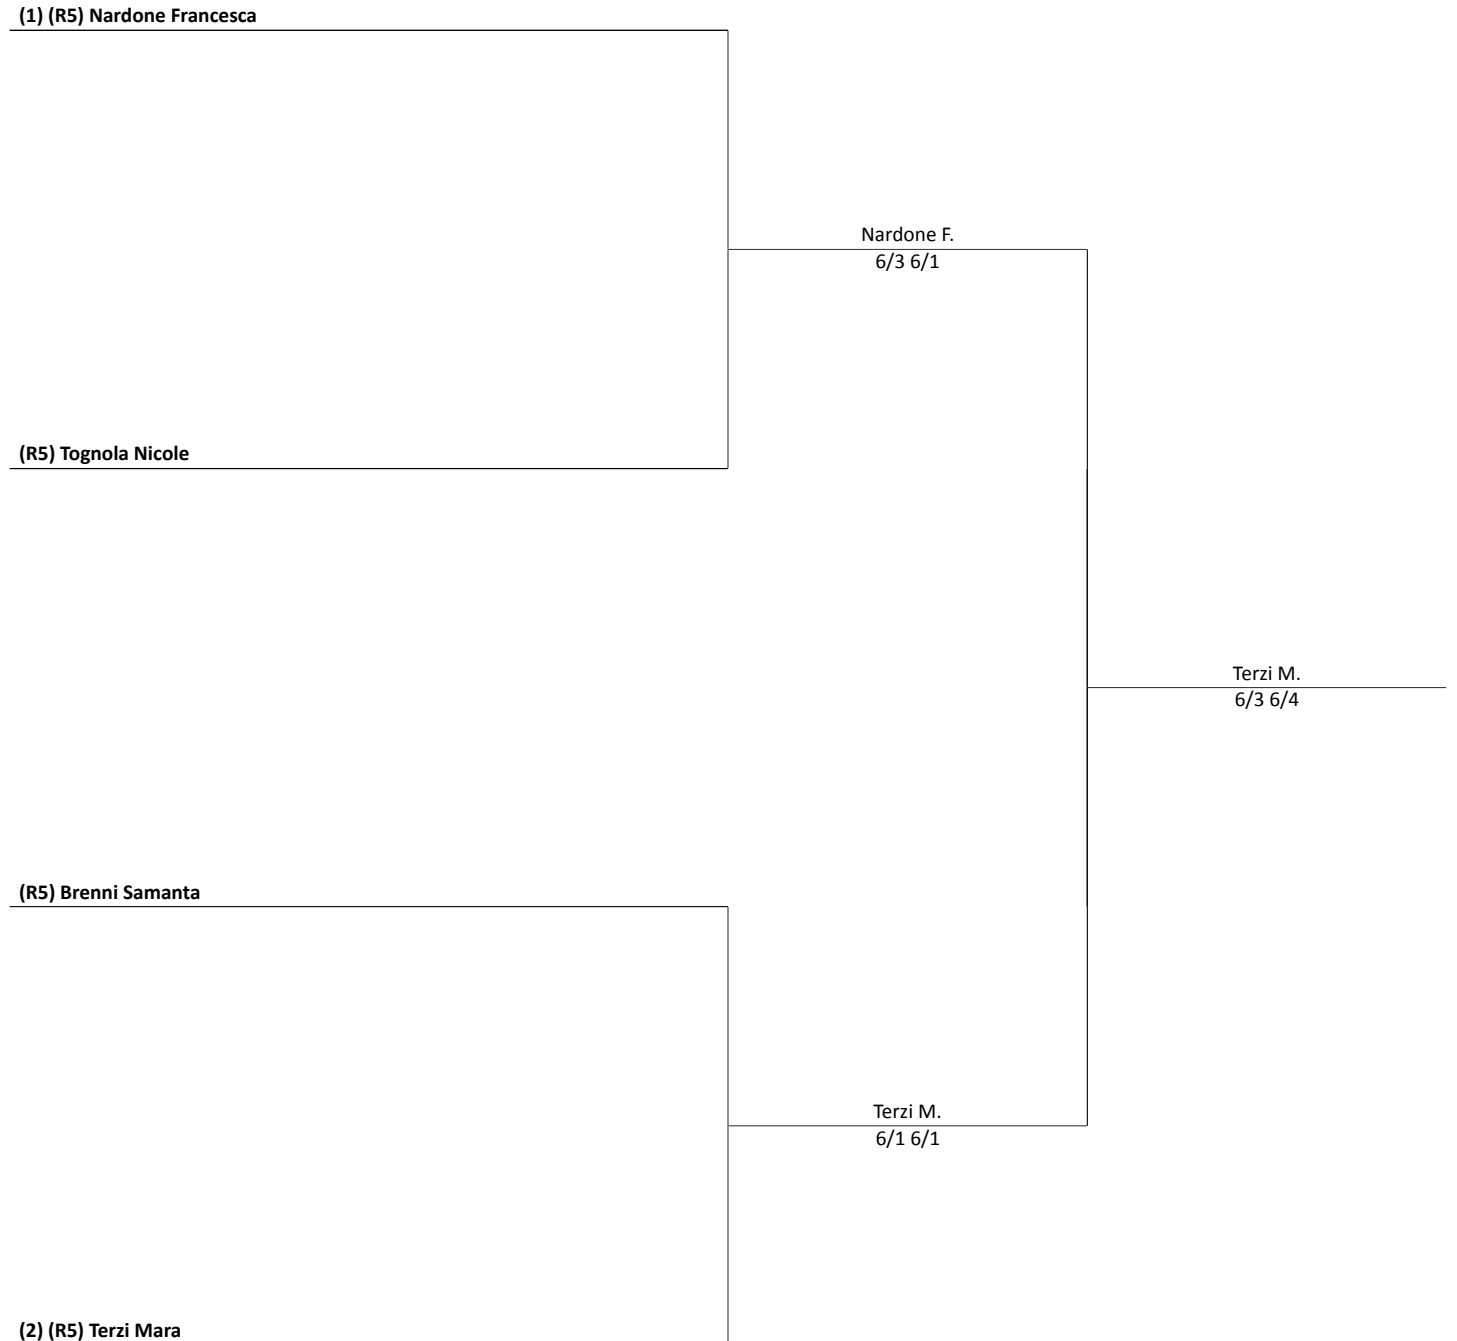 (1) (R5) Nardone Francesca
Nardone F.
6/3 6/1
(R5) Tognola Nicole
Terzi M.
6/3 6/4
(R5) Brenni Samanta
Terzi M.
6/1 6/1
(2) (R5) Terzi Mara